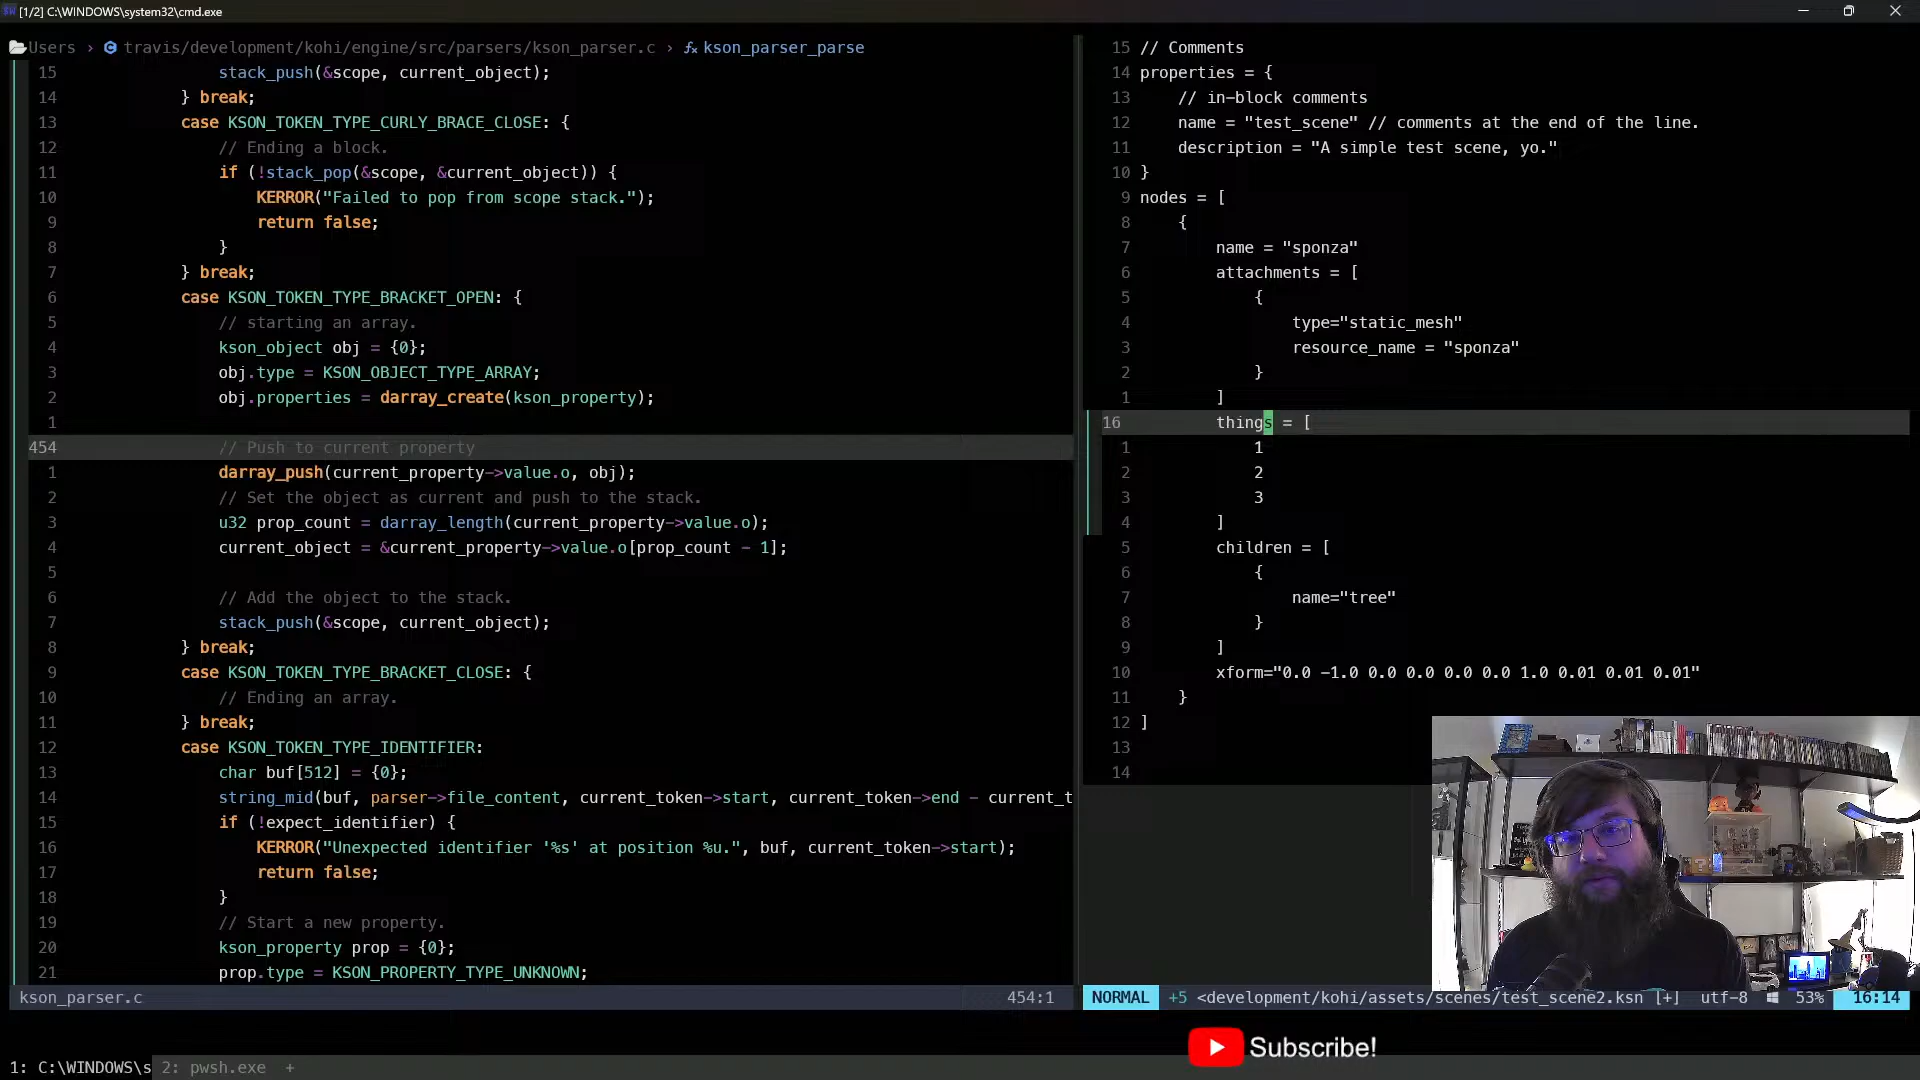 [1/2] C:\WINDOWS\system32\cmd.exe
Users › travis/development/kohi/engine/src/parsers/kson_parser.c › kson_parser_parse
15 stack_push(&scope, current_object);
14 } break;
13 case KSON_TOKEN_TYPE_CURLY_BRACE_CLOSE: {
12 // Ending a block.
11 if (!stack_pop(&scope, &current_object)) {
10 KERROR("Failed to pop from scope stack.");
9 return false;
8 }
7 } break;
6 case KSON_TOKEN_TYPE_BRACKET_OPEN: {
5 // starting an array.
4 kson_object obj = {0};
3 obj.type = KSON_OBJECT_TYPE_ARRAY;
2 obj.properties = darray_create(kson_property);
1
454 // Push to current property
1 darray_push(current_property->value.o, obj);
2 // Set the object as current and push to the stack.
3 u32 prop_count = darray_length(current_property->value.o);
4 current_object = &current_property->value.o[prop_count - 1];
5
6 // Add the object to the stack.
7 stack_push(&scope, current_object);
8 } break;
9 case KSON_TOKEN_TYPE_BRACKET_CLOSE: {
10 // Ending an array.
11 } break;
12 case KSON_TOKEN_TYPE_IDENTIFIER:
13 char buf[512] = {0};
14 string_mid(buf, parser->file_content, current_token->start, current_token->end - current_t
15 if (!expect_identifier) {
16 KERROR("Unexpected identifier '%s' at position %u.", buf, current_token->start);
17 return false;
18 }
19 // Start a new property.
20 kson_property prop = {0};
21 prop.type = KSON_PROPERTY_TYPE_UNKNOWN;
kson_parser.c 454:1
15 // Comments
14 properties = {
13 // in-block comments
12 name = "test_scene" // comments at the end of the line.
11 description = "A simple test scene, yo."
10 }
9 nodes = [
8 {
7 name = "sponza"
6 attachments = [
5 {
4 type="static_mesh"
3 resource_name = "sponza"
2 }
1 ]
16 things = [
1 1
2 2
3 3
4 ]
5 children = [
6 {
7 name="tree"
8 }
9 ]
10 xform="0.0 -1.0 0.0 0.0 0.0 0.0 1.0 0.01 0.01 0.01"
11 }
12 ]
13
14
NORMAL +5 <development/kohi/assets/scenes/test_scene2.ksn [+] utf-8 53% 16:14
Subscribe!
1: C:\WINDOWS\s 2: pwsh.exe +